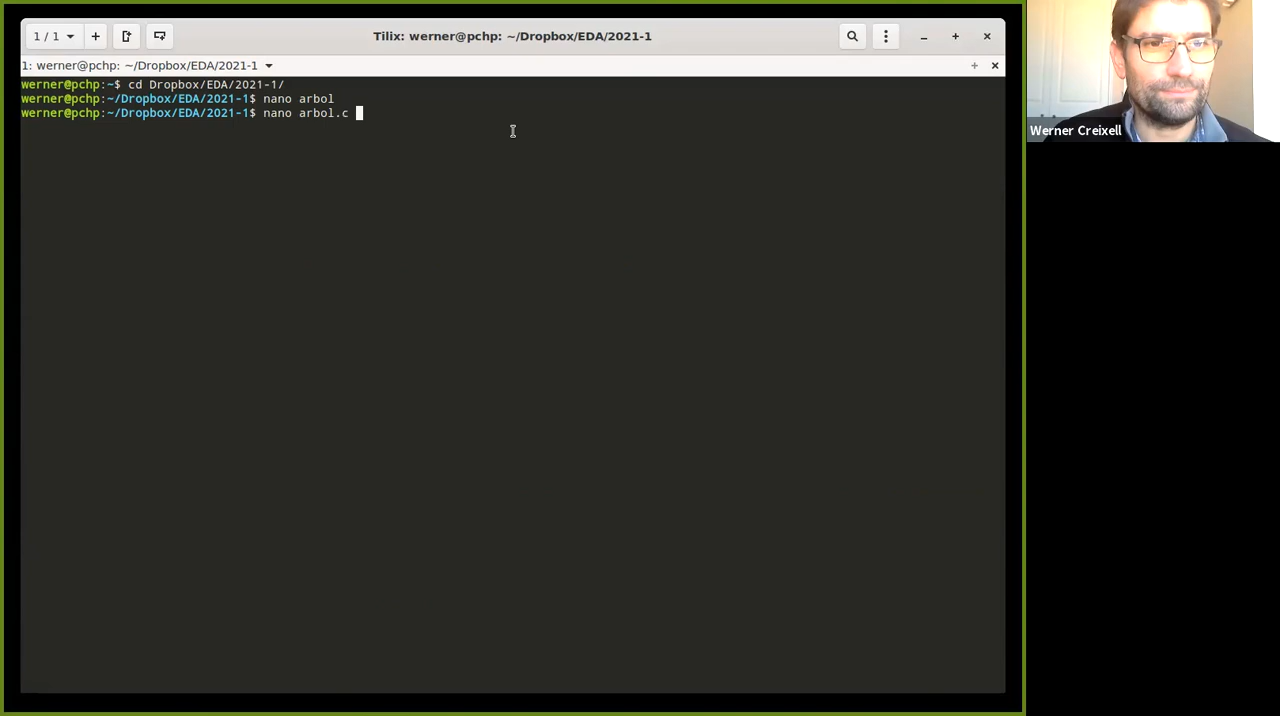 1 / 1
Tilix: werner@pchp: ~/Dropbox/EDA/2021-1
1: werner@pchp: ~/Dropbox/EDA/2021-1
werner@pchp:~$ cd Dropbox/EDA/2021-1/
werner@pchp:~/Dropbox/EDA/2021-1$ nano arbol
werner@pchp:~/Dropbox/EDA/2021-1$ nano arbol.c
Werner Creixell